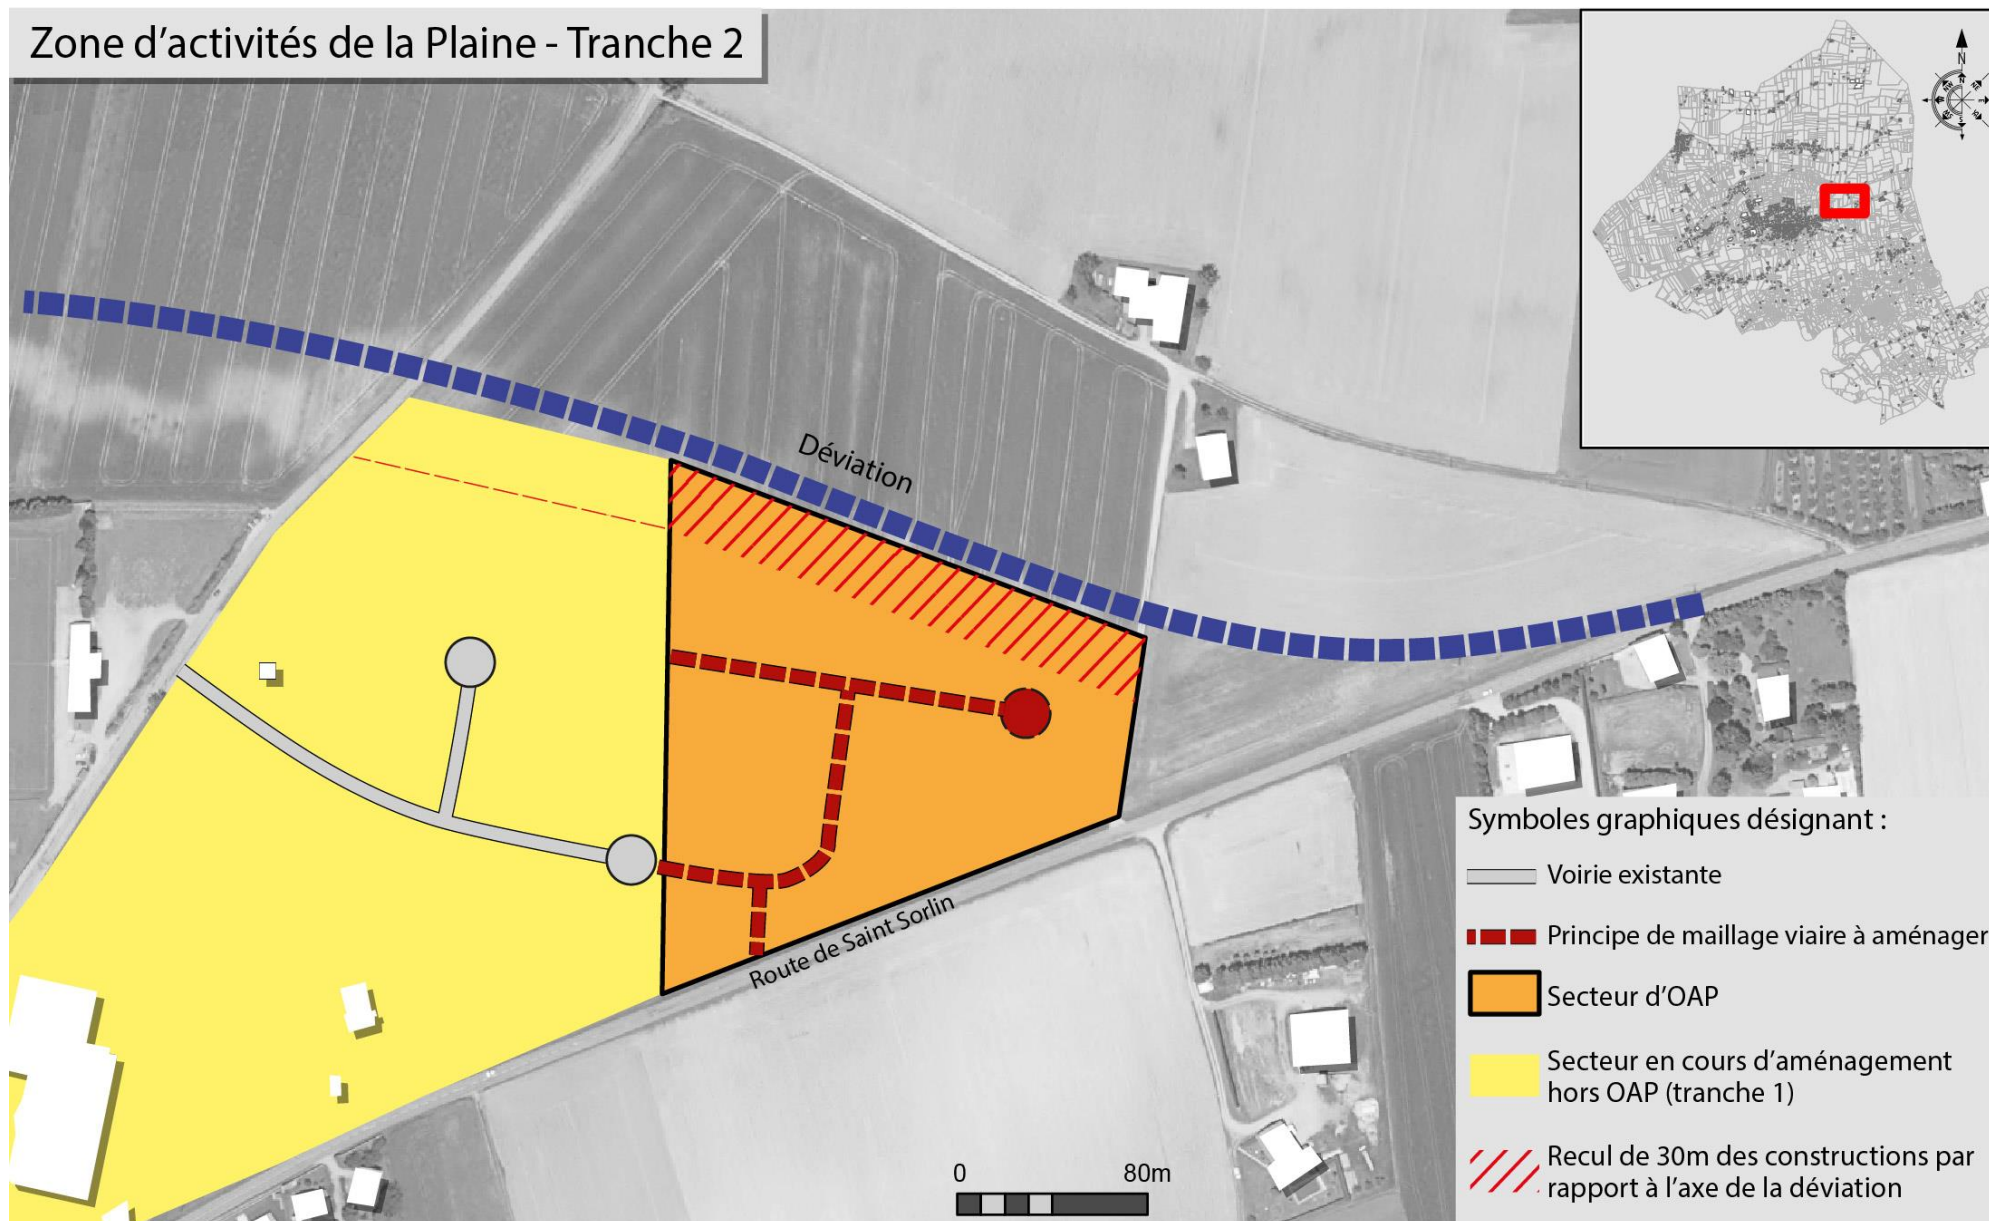 Zone d'activités de la Plaine - Tranche 2
N
Déviation
Route de Saint Sorlin
Symboles graphiques désignant :
Voirie existante
Principe de maillage viaire à aménager
Secteur d'OAP
Secteur en cours d'aménagement
hors OAP (tranche 1)
Recul de 30m des constructions par
rapport à l'axe de la déviation
0 80m